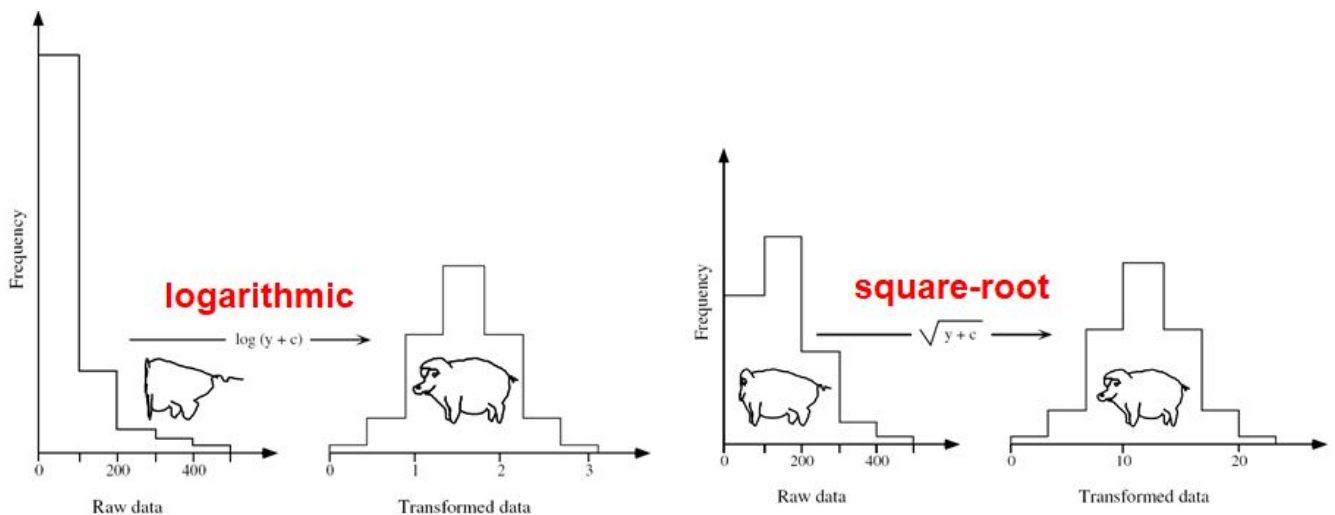 Frequency
logarithmic
log (y + c)
0 200 400
Raw data
0 1 2 3
Transformed data
Frequency
square-root
√y + c
0 200 400
Raw data
0 10 20
Transformed data